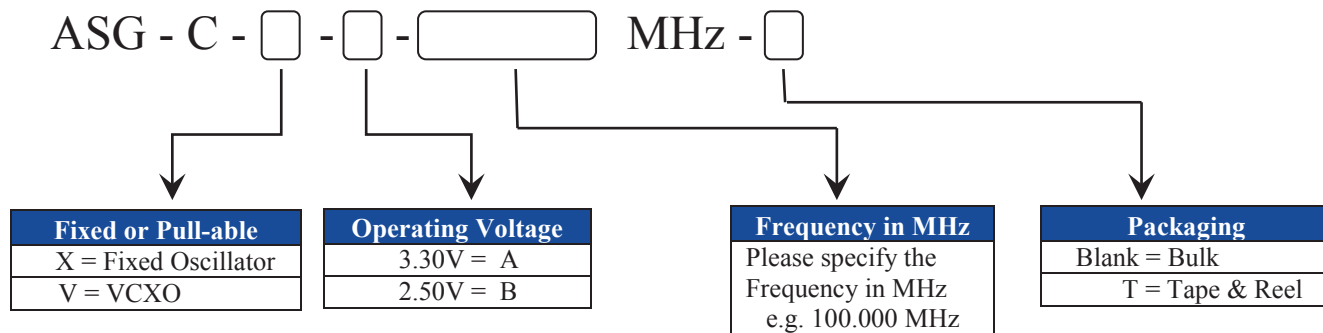 ASG - C - - - MHz -
Fixed or Pull-able
X = Fixed Oscillator
V = VCXO
Operating Voltage
3.30V = A
2.50V = B
Frequency in MHz
Please specify the
Frequency in MHz
e.g. 100.000 MHz
Packaging
Blank = Bulk
T = Tape & Reel